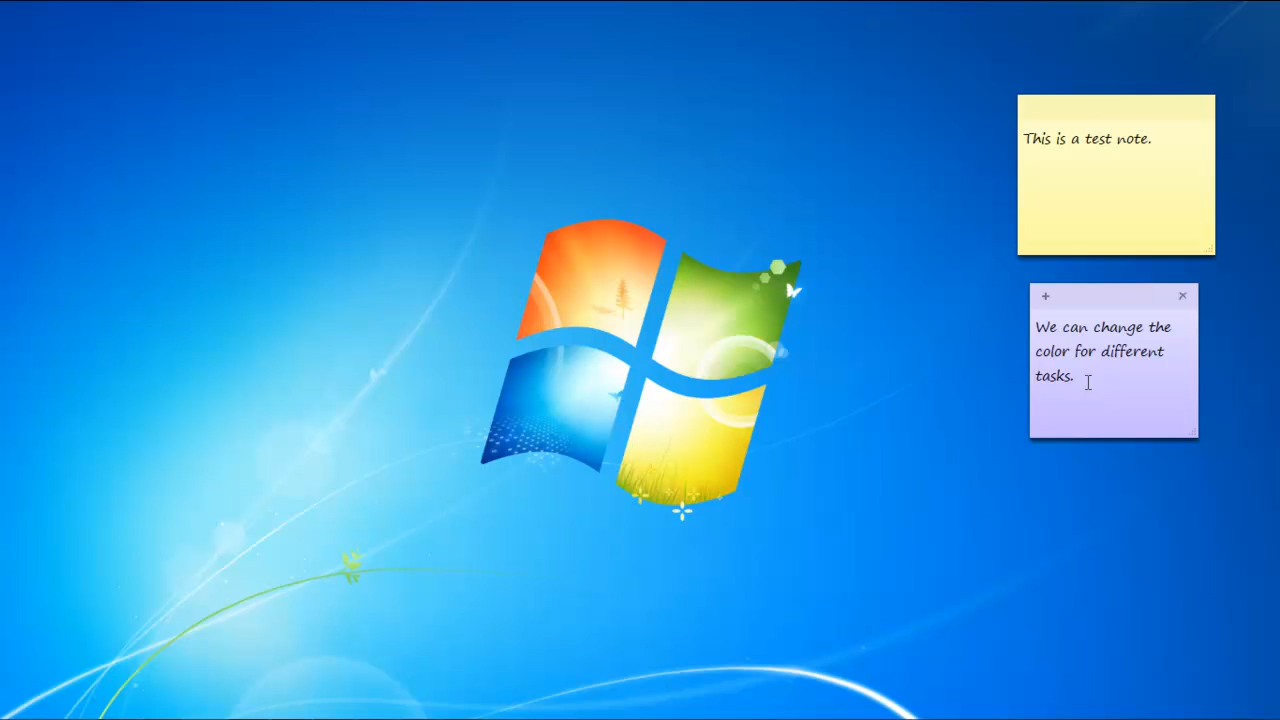 This is a test note.
We can change the
color for different
tasks.